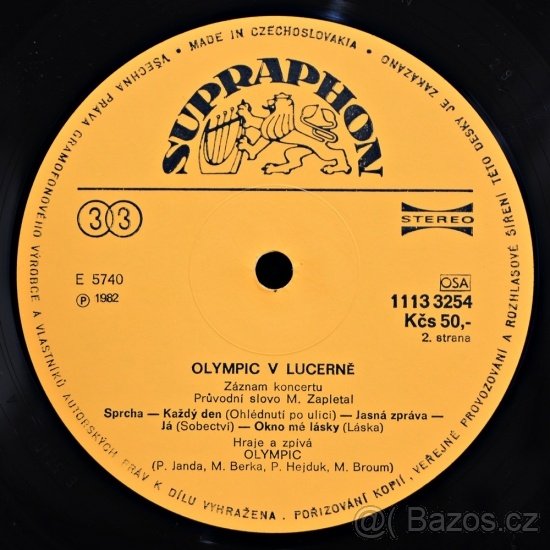 VŠECHNA PRÁVA GRAMOFONOVÉHO VÝROBCE A VLASTNÍKŮ AUTORSKÝCH PRÁV K DÍLU VYHRAŽENA. POŘIZOVÁNÍ KOPIÍ, VEŘEJNÉ PROVOZOVÁNÍ A ROZHLASOVÉ ŠÍŘENÍ TÉTO DESKY JE ZAKÁZÁNO • MADE IN CZECHOSLOVAKIA •
SUPRAPHON
33
STEREO
E 5740
Ⓟ 1982
OSA
1113 3254
Kčs 50,-
2. strana
OLYMPIC V LUCERNĚ
Záznam koncertu
Průvodní slovo M. Zapletal
Sprcha — Každý den (Ohlédnutí po ulici) — Jasná zpráva —
Já (Sobectví) — Okno mé lásky (Láska)
Hraje a zpívá
OLYMPIC
(P. Janda, M. Berka, P. Hejduk, M. Broum)
@( Bazos.cz